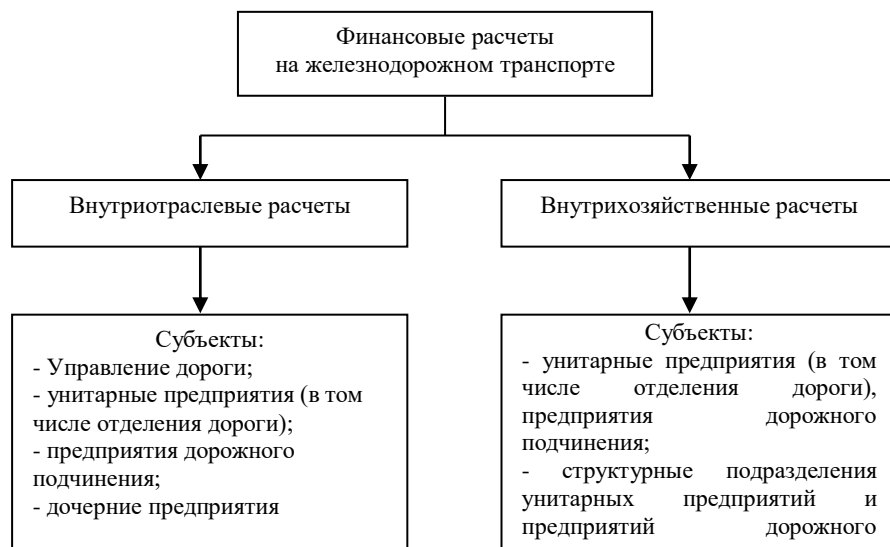 Финансовые расчеты
на железнодорожном транспорте
Внутриотраслевые расчеты
Внутрихозяйственные расчеты
Субъекты:
- Управление дороги;
- унитарные предприятия (в том
числе отделения дороги);
- предприятия дорожного
подчинения;
- дочерние предприятия
Субъекты:
- унитарные предприятия (в том
числе отделения дороги),
предприятия дорожного
подчинения;
- структурные подразделения
унитарных предприятий и
предприятий дорожного